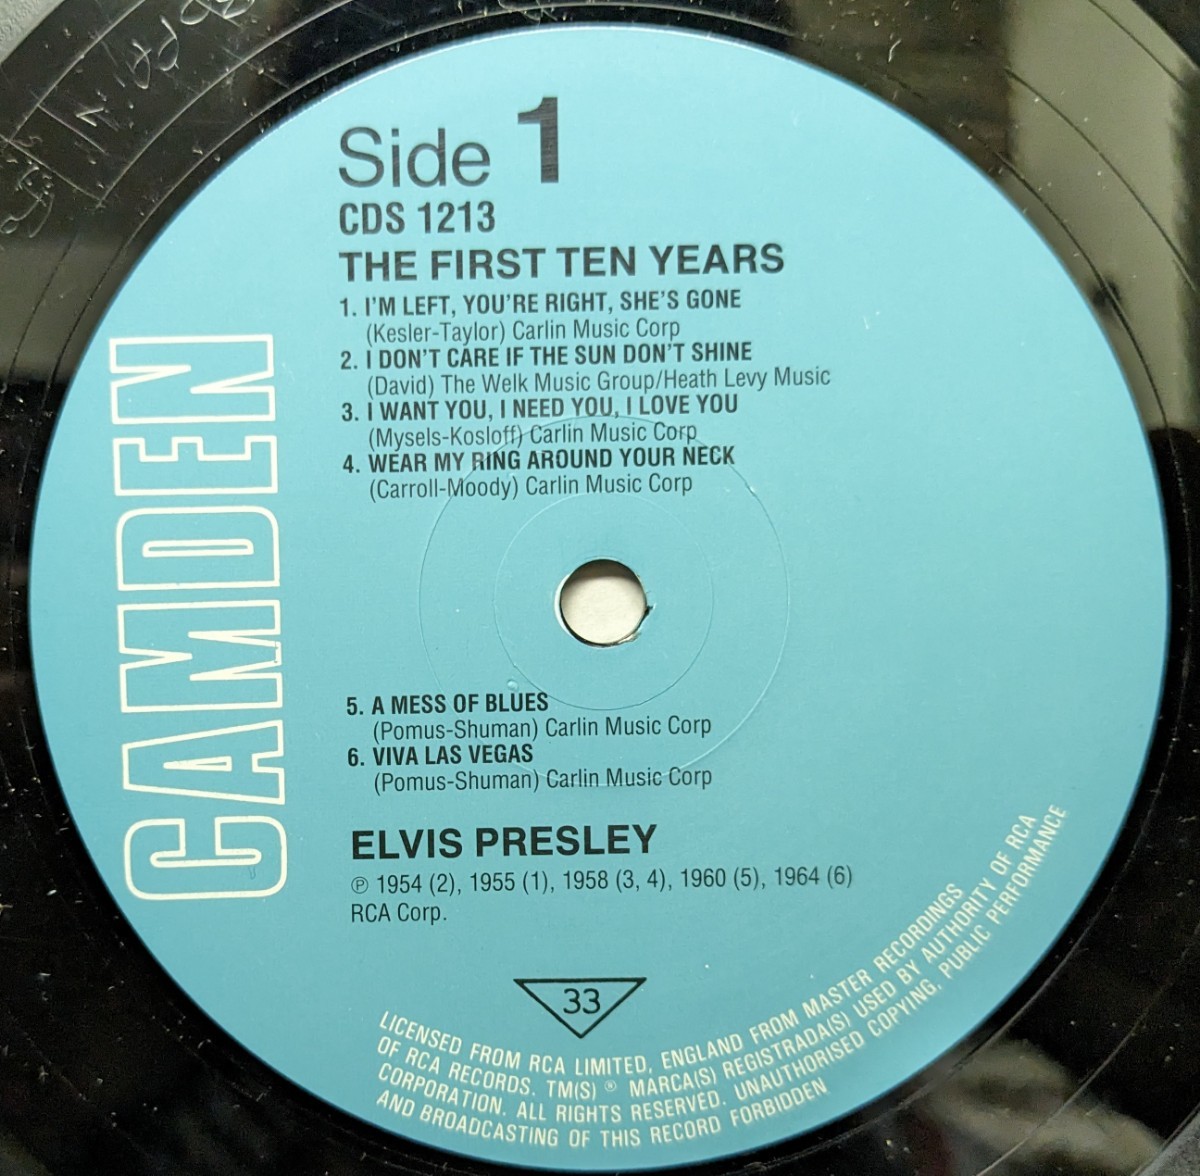 Side 1
CDS 1213
THE FIRST TEN YEARS
1. I'M LEFT, YOU'RE RIGHT, SHE'S GONE
(Kesler-Taylor) Carlin Music Corp
2. I DON'T CARE IF THE SUN DON'T SHINE
(David) The Welk Music Group/Heath Levy Music
3. I WANT YOU, I NEED YOU, I LOVE YOU
(Mysels-Kosloff) Carlin Music Corp
4. WEAR MY RING AROUND YOUR NECK
(Carroll-Moody) Carlin Music Corp
CAMDEN
5. A MESS OF BLUES
(Pomus-Shuman) Carlin Music Corp
6. VIVA LAS VEGAS
(Pomus-Shuman) Carlin Music Corp
ELVIS PRESLEY
℗ 1954 (2), 1955 (1), 1958 (3, 4), 1960 (5), 1964 (6)
RCA Corp.
33
LICENSED FROM RCA LIMITED, ENGLAND FROM MASTER RECORDINGS
OF RCA RECORDS. TM(S) ® MARCA(S) REGISTRADA(S) USED BY AUTHORITY OF RCA
CORPORATION. ALL RIGHTS RESERVED. UNAUTHORISED COPYING, PUBLIC PERFORMANCE
AND BROADCASTING OF THIS RECORD FORBIDDEN